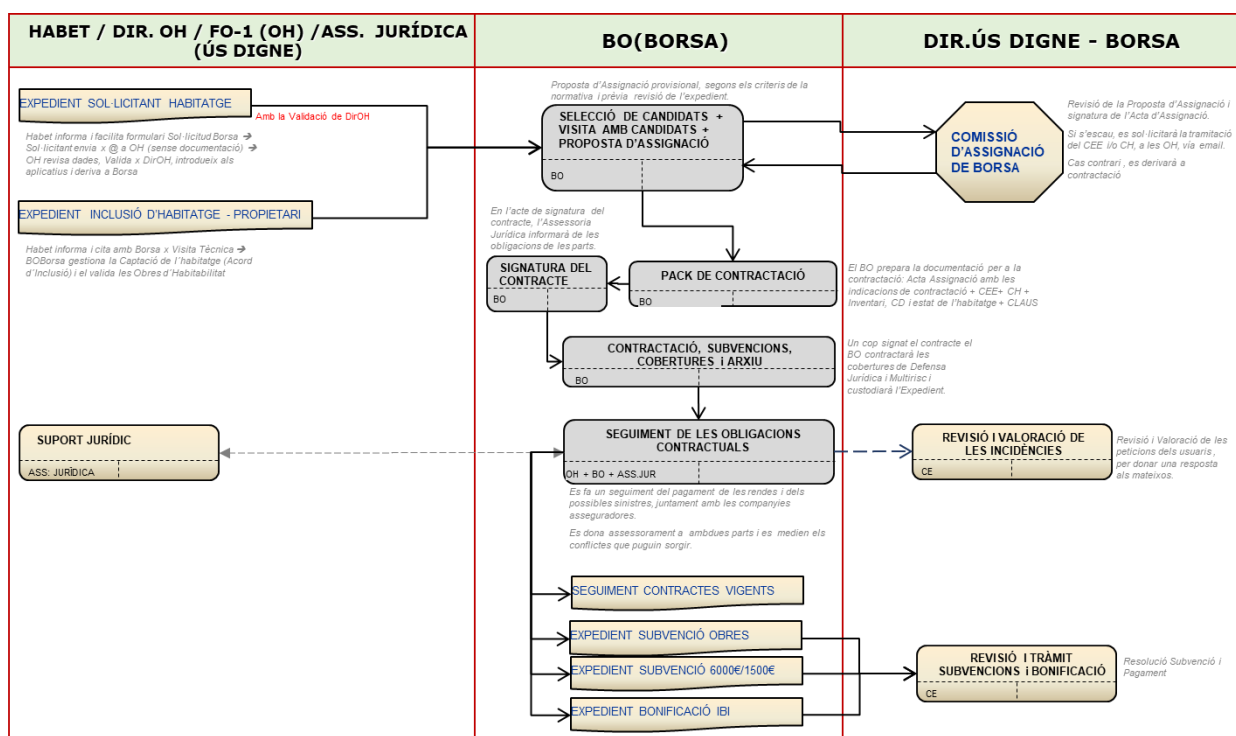 HABET / DIR. OH / FO-1 (OH) /ASS. JURÍDICA
(ÚS DIGNE)
BO(BORSA)
DIR.ÚS DIGNE - BORSA
EXPEDIENT SOL·LICITANT HABITATGE
Amb la Validació de DirOH
Habet informa i facilita formulari Sol·licitud Borsa ➔
Sol·licitant envia x @ a OH (sense documentació) ➔
OH revisa dades, Valida x DirOH, introdueix als
aplicatius i deriva a Borsa
EXPEDIENT INCLUSIÓ D'HABITATGE - PROPIETARI
Habet informa i cita amb Borsa x Visita Tècnica ➔
BOBorsa gestiona la Captació de l'habitatge (Acord
d'Inclusió) i el valida les Obres d'Habitabilitat
Proposta d'Assignació provisional, segons els criteris de la
normativa i prévia revisió de l'expedient.
SELECCIÓ DE CANDIDATS +
VISITA AMB CANDIDATS +
PROPOSTA D'ASSIGNACIÓ
BO
COMISSIÓ
D'ASSIGNACIÓ
DE BORSA
Revisió de la Proposta d'Assignació i
signatura de l'Acta d'Assignació.
Si s'escau, es sol·licitarà la tramitació
del CEE i/o CH, a les OH, vía email.
Cas contrari , es derivarà a
contractació
En l'acte de signatura del
contracte, l'Assessoria
Jurídica informarà de les
obligacions de les parts.
SIGNATURA DEL
CONTRACTE
BO
PACK DE CONTRACTACIÓ
BO
El BO prepara la documentació per a la
contractació: Acta Assignació amb les
indicacions de contractació + CEE+ CH +
Inventari, CD i estat de l'habitatge + CLAUS
CONTRACTACIÓ, SUBVENCIONS,
COBERTURES i ARXIU
BO
Un cop signat el contracte el
BO contractarà les
cobertures de Defensa
Jurídica i Multirisc i
custodiarà l'Expedient.
SUPORT JURÍDIC
ASS: JURÍDICA
SEGUIMENT DE LES OBLIGACIONS
CONTRACTUALS
OH + BO + ASS.JUR
REVISIÓ I VALORACIÓ DE
LES INCIDÈNCIES
CE
Revisió i Valoració de les
peticions dels usuaris,
per donar una resposta
als mateixos.
Es fa un seguiment del pagament de les rendes i dels
possibles sinistres, juntament amb les companyies
asseguradores.
Es dona assessorament a ambdues parts i es medien els
conflictes que puguin sorgir.
SEGUIMENT CONTRACTES VIGENTS
EXPEDIENT SUBVENCIÓ OBRES
EXPEDIENT SUBVENCIÓ 6000€/1500€
EXPEDIENT BONIFICACIÓ IBI
REVISIÓ I TRÀMIT
SUBVENCIONS i BONIFICACIÓ
CE
Resolució Subvenció i
Pagament